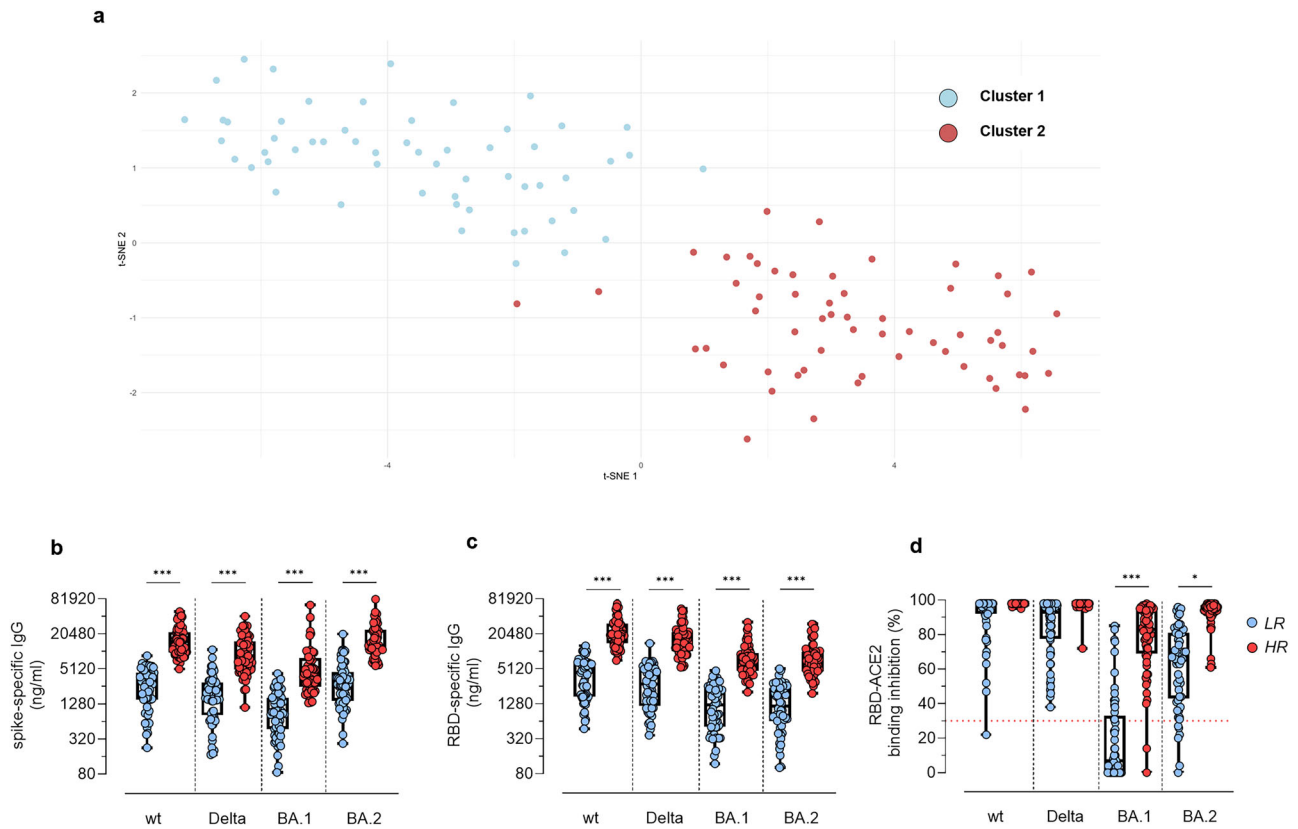 a
2
1
0
-1
-2
t-SNE 2
-4
0
4
t-SNE 1
Cluster 1
Cluster 2
b
spike-specific IgG
(ng/ml)
81920
20480
5120
1280
320
80
*** *** *** ***
wt Delta BA.1 BA.2
c
RBD-specific IgG
(ng/ml)
81920
20480
5120
1280
320
80
*** *** *** ***
wt Delta BA.1 BA.2
d
RBD-ACE2
binding inhibition (%)
100
80
60
40
20
0
*** *
wt Delta BA.1 BA.2
LR
HR